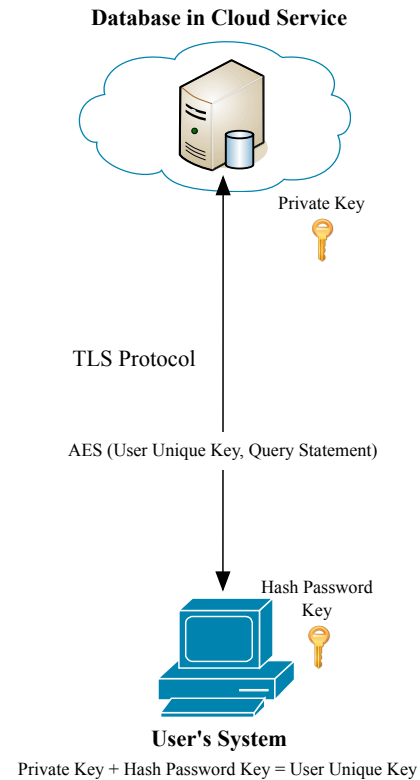 Database in Cloud Service
Private Key
TLS Protocol
AES (User Unique Key, Query Statement)
Hash Password
Key
User's System
Private Key + Hash Password Key = User Unique Key